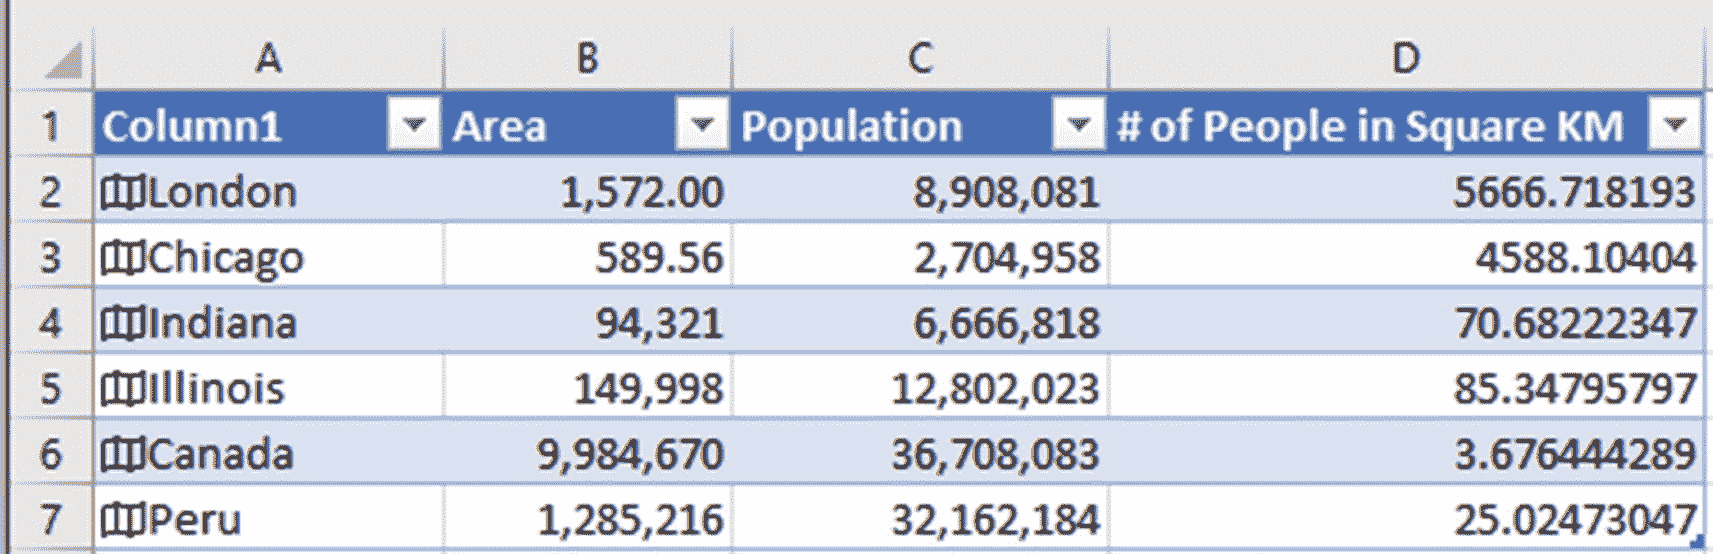 A B C D
1 Column1 Area Population # of People in Square KM
2 London 1,572.00 8,908,081 5666.718193
3 Chicago 589.56 2,704,958 4588.10404
4 Indiana 94,321 6,666,818 70.68222347
5 Illinois 149,998 12,802,023 85.34795797
6 Canada 9,984,670 36,708,083 3.676444289
7 Peru 1,285,216 32,162,184 25.02473047